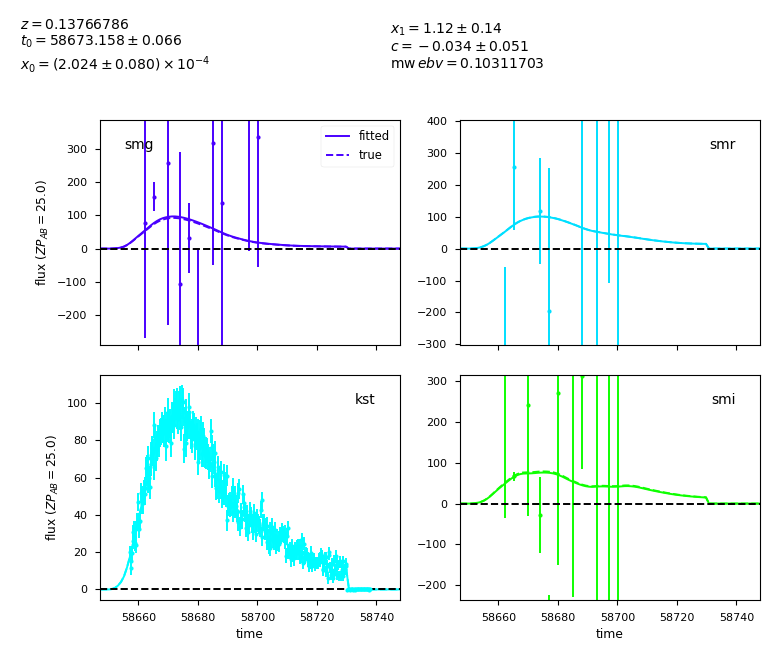 z = 0.13766786
t₀ = 58673.158 ± 0.066
x₀ = (2.024 ± 0.080) × 10⁻⁴
x₁ = 1.12 ± 0.14
c = −0.034 ± 0.051
mw ebv = 0.10311703
smg
fitted
true
300
200
100
0
−100
−200
flux (ZP_AB = 25.0)
smr
400
300
200
100
0
−100
−200
−300
kst
100
80
60
40
20
0
flux (ZP_AB = 25.0)
58660 58680 58700 58720 58740
time
smi
300
200
100
0
−100
−200
58660 58680 58700 58720 58740
time